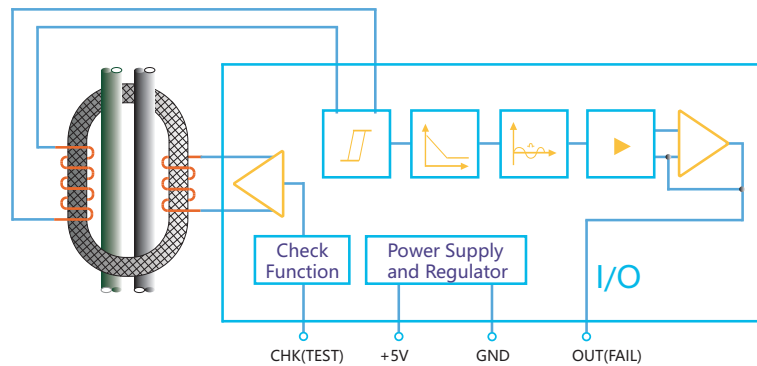 Check
Function
Power Supply
and Regulator
I/O
CHK(TEST)
+5V
GND
OUT(FAIL)